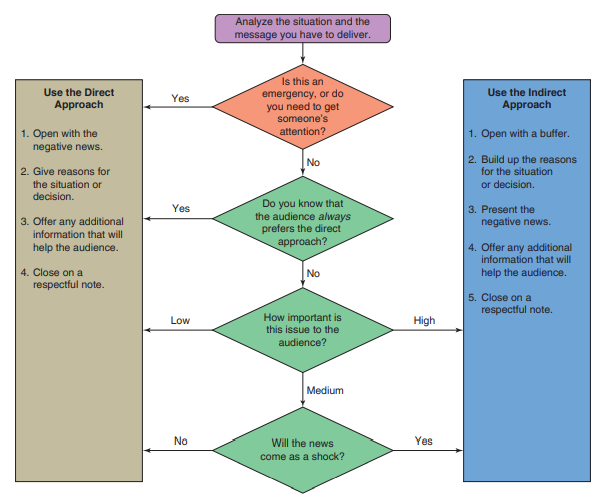 Analyze the situation and the
message you have to deliver.
Is this an
emergency, or do
you need to get
someone's
attention?
Yes
No
Use the Direct
Approach
1. Open with the
negative news.
2. Give reasons for
the situation or
decision.
3. Offer any additional
information that will
help the audience.
4. Close on a
respectful note.
Use the Indirect
Approach
1. Open with a buffer.
2. Build up the reasons
for the situation
or decision.
3. Present the
negative news.
4. Offer any additional
information that will
help the audience.
5. Close on a
respectful note.
Do you know that
the audience always
prefers the direct
approach?
Yes
No
How important is
this issue to the
audience?
Low
High
Medium
Will the news
come as a shock?
No
Yes